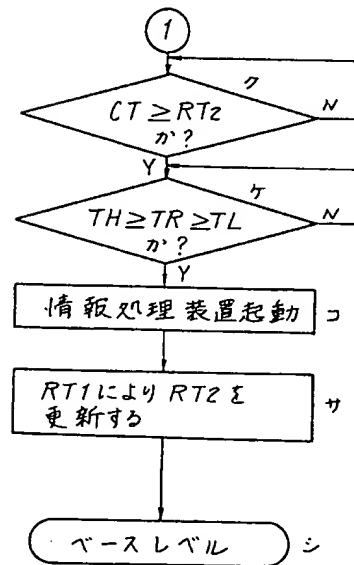 1
ク
CT≥RT2
か?
N
Y
ケ
TH≥TR≥TL
か?
N
Y
情報処理装置起動
コ
RT1によりRT2を
更新する
サ
ベースレベル
シ